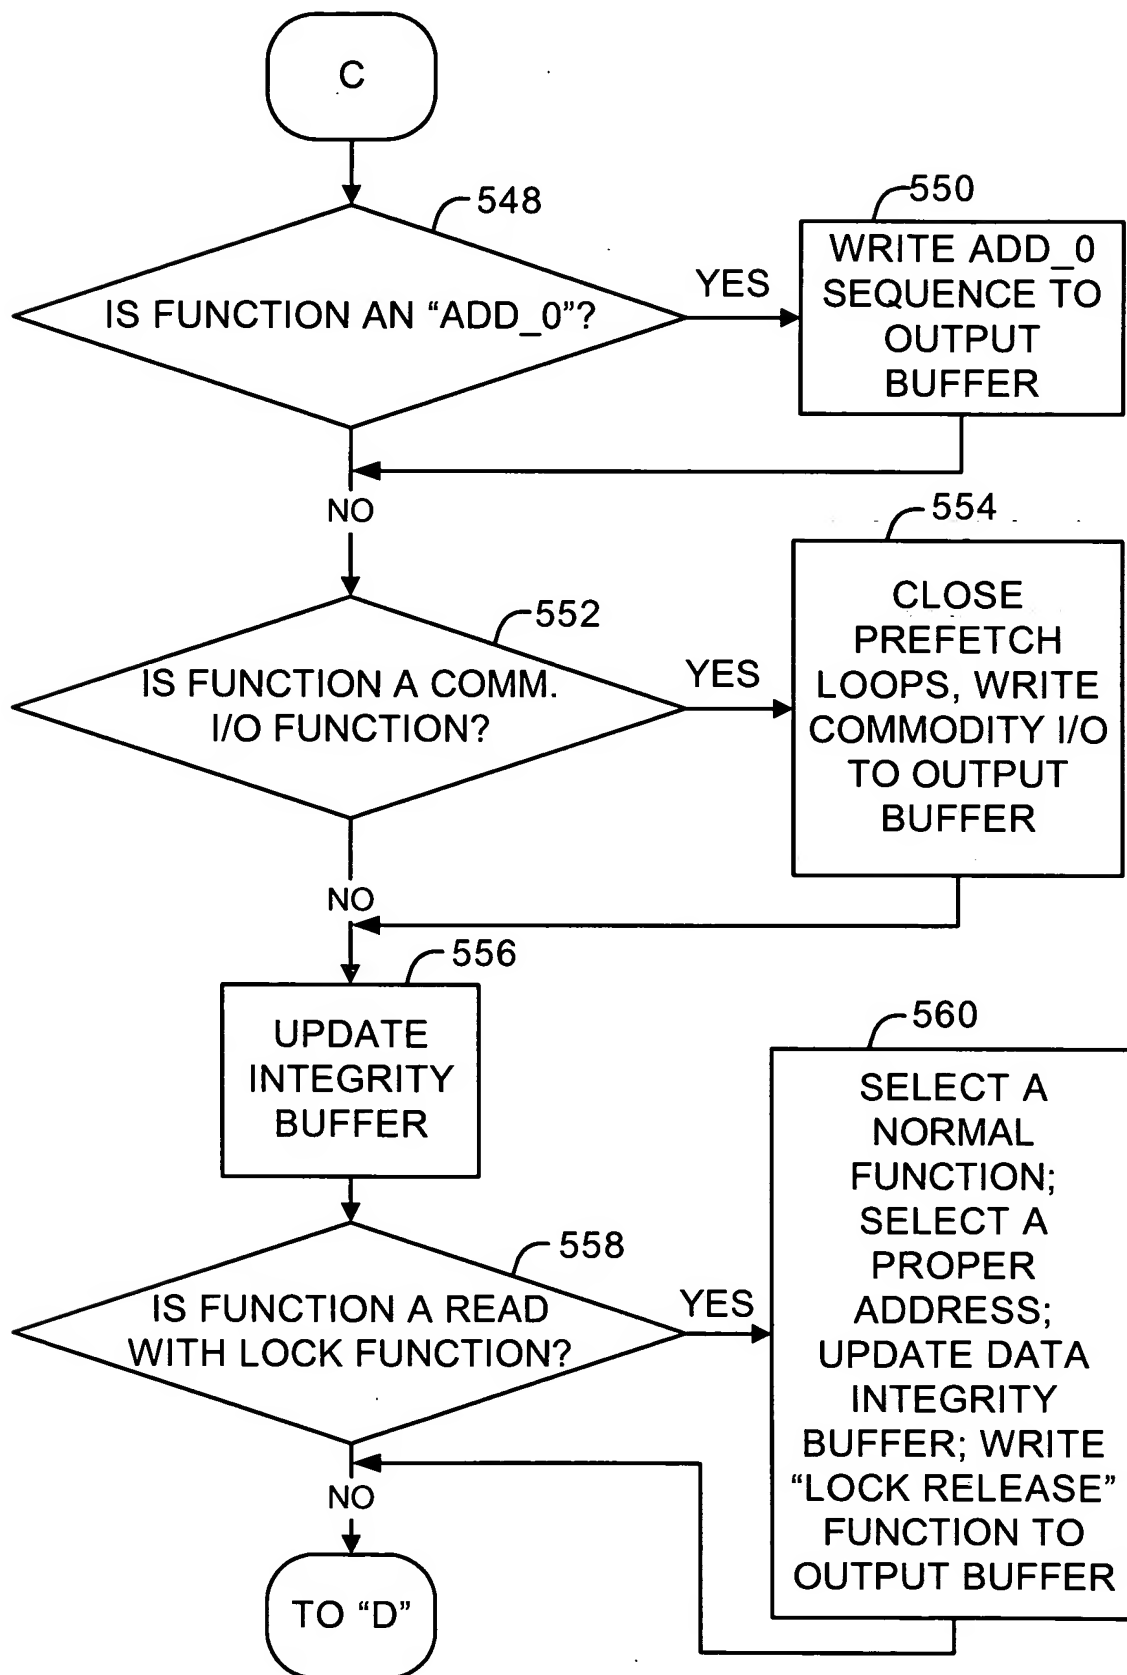 C
548
IS FUNCTION AN “ADD_0”?
YES
550
WRITE ADD_0
SEQUENCE TO
OUTPUT
BUFFER
NO
552
IS FUNCTION A COMM.
I/O FUNCTION?
YES
554
CLOSE
PREFETCH
LOOPS, WRITE
COMMODITY I/O
TO OUTPUT
BUFFER
NO
556
UPDATE
INTEGRITY
BUFFER
558
IS FUNCTION A READ
WITH LOCK FUNCTION?
YES
560
SELECT A
NORMAL
FUNCTION;
SELECT A
PROPER
ADDRESS;
UPDATE DATA
INTEGRITY
BUFFER; WRITE
“LOCK RELEASE”
FUNCTION TO
OUTPUT BUFFER
NO
TO “D”